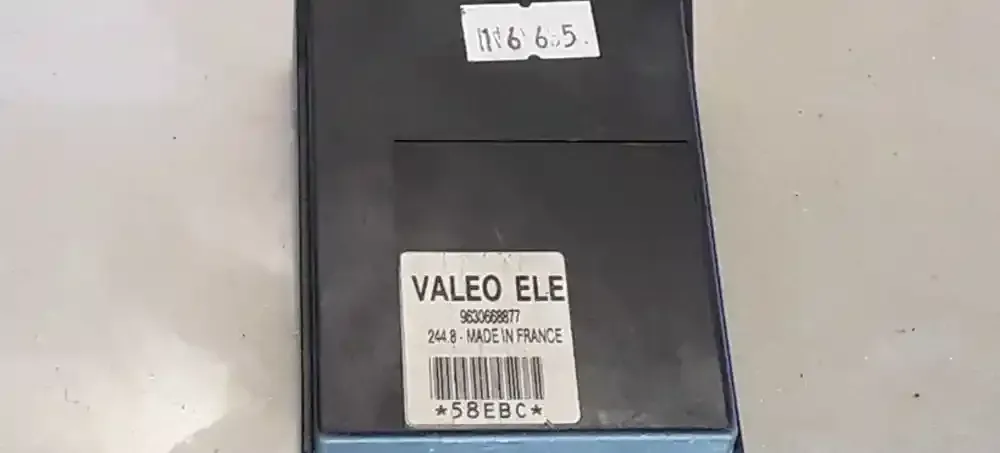 VALEO ELE
9630668877
244.8 - MADE IN FRANCE
*58EBC*